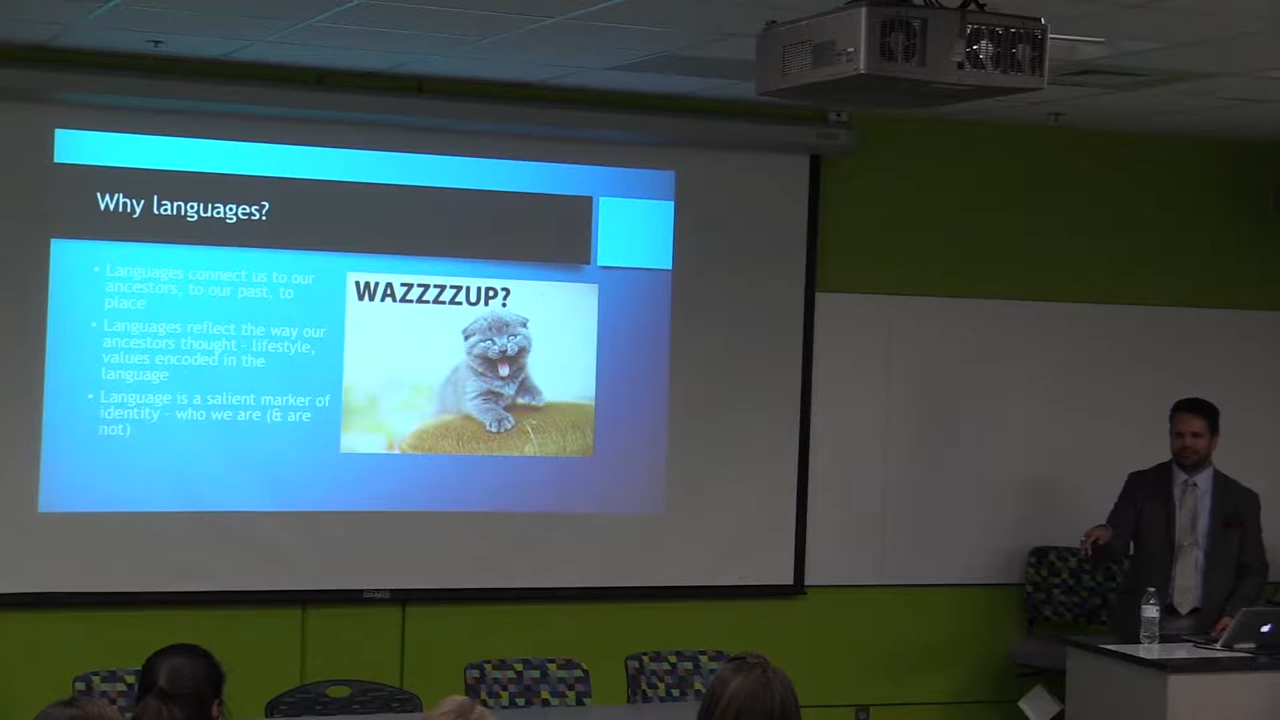 Why languages?
• Languages connect us to our
ancestors, to our past, to
place
• Languages reflect the way our
ancestors thought - lifestyle,
values encoded in the
language
• Language is a salient marker of
identity - who we are (& are
not)
WAZZZZUP?